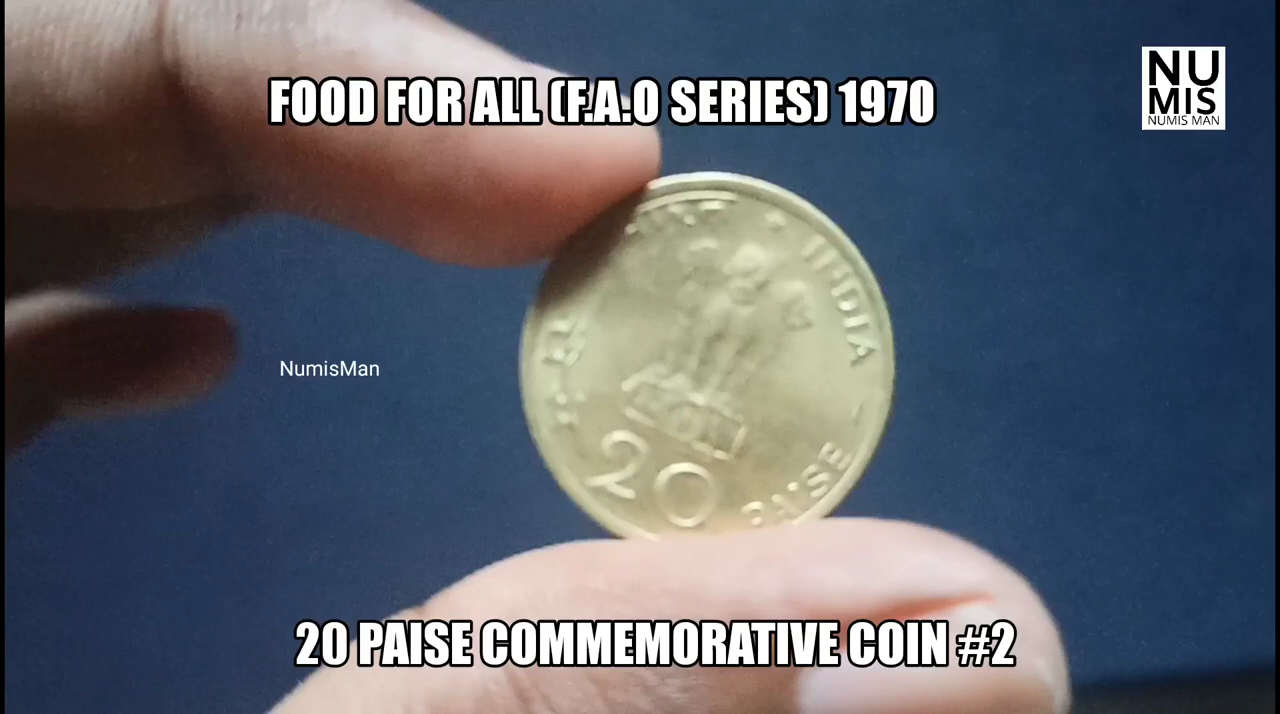 FOOD FOR ALL (F.A.O SERIES) 1970
NU
MIS
NUMIS MAN
INDIA
NumisMan
20 PAISE
20 PAISE COMMEMORATIVE COIN #2